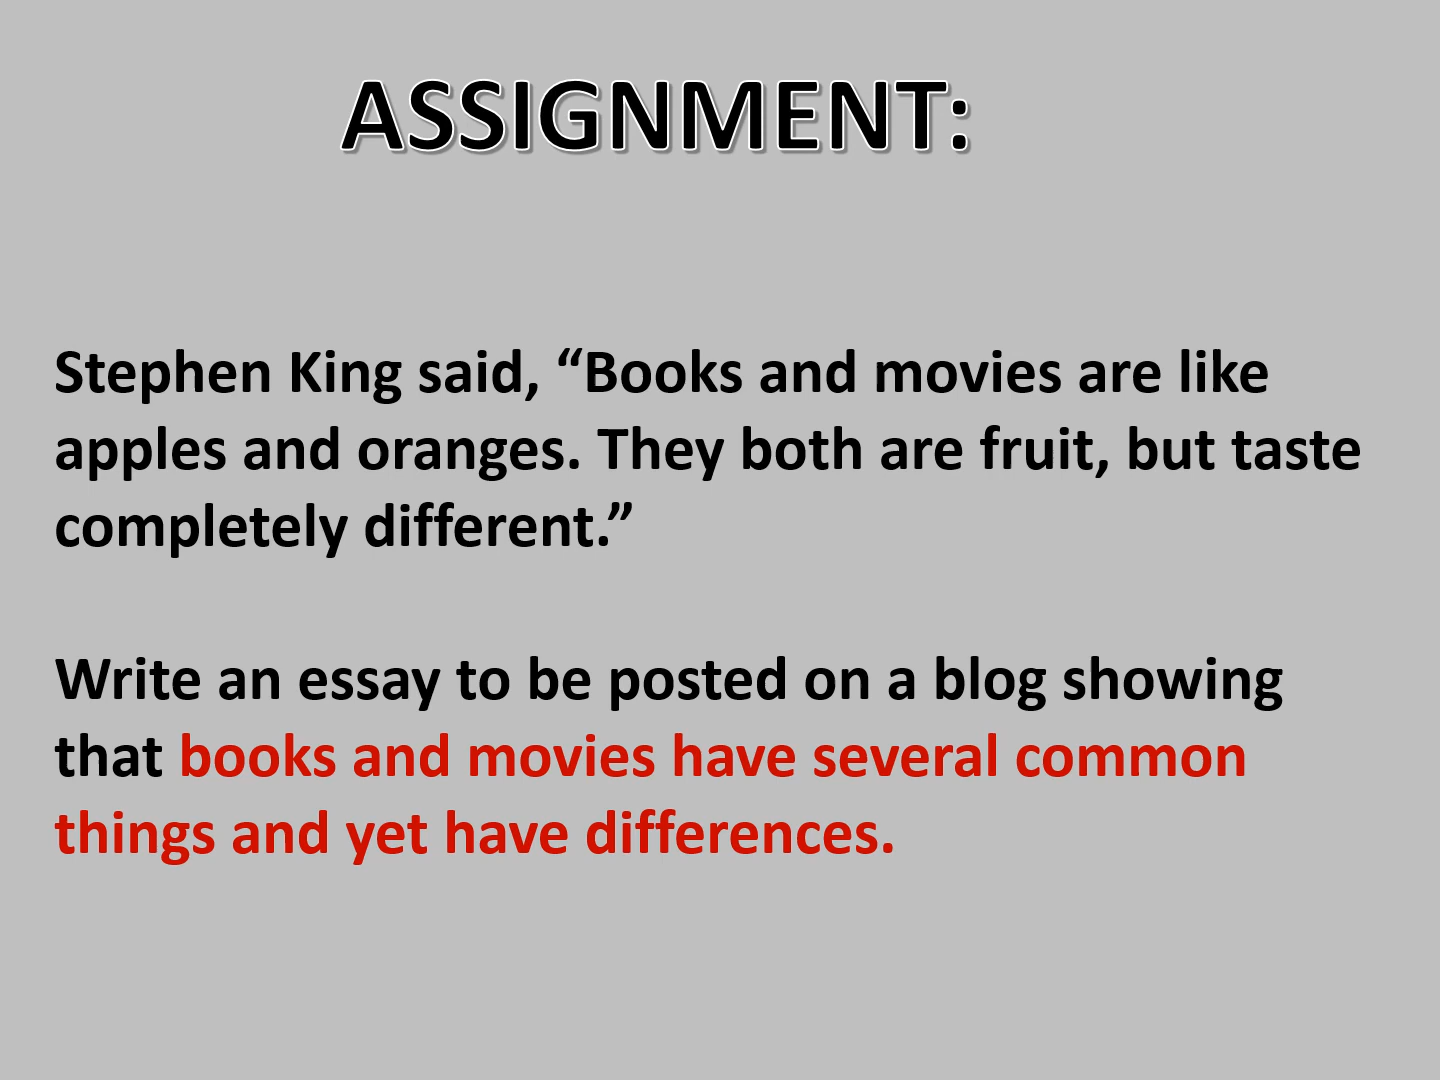 ASSIGNMENT:
Stephen King said, “Books and movies are like
apples and oranges. They both are fruit, but taste
completely different.”
Write an essay to be posted on a blog showing
that books and movies have several common
things and yet have differences.